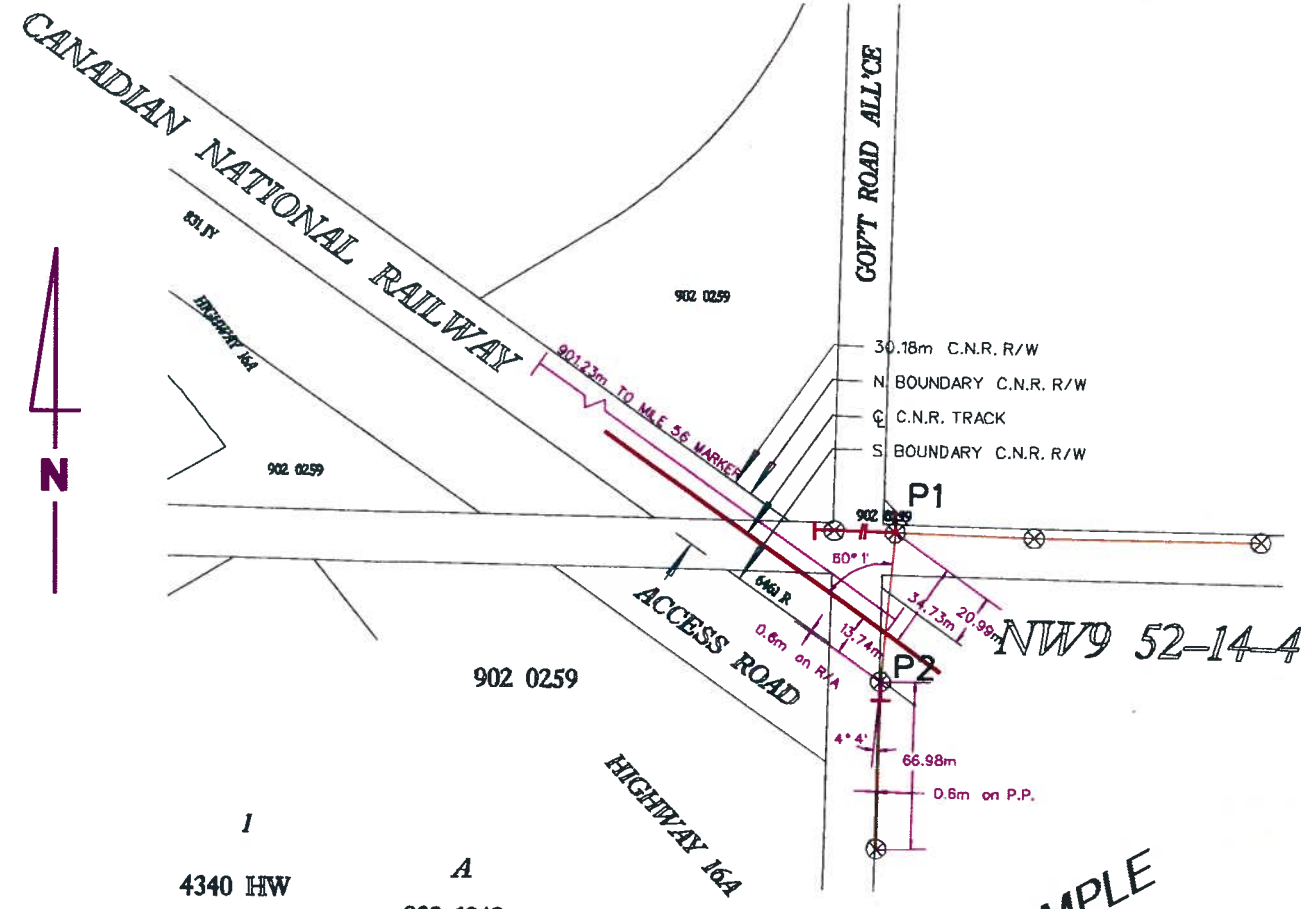 CANADIAN NATIONAL RAILWAY
GOV'T ROAD ALL'CE
831 JY
902 0259
HIGHWAY 16A
30.18m C.N.R. R/W
N. BOUNDARY C.N.R. R/W
℄ C.N.R. TRACK
S. BOUNDARY C.N.R. R/W
901.23m TO MILE 56 MARKER
902 0259
P1
N
60° 1'
646J R
34.73m
20.99m
NW9 52-14-4
ACCESS ROAD
13.74m
0.6m on R/A
P2
902 0259
4° 4'
66.98m
0.6m on P.P.
HIGHWAY 16A
1
A
4340 HW
MPLE